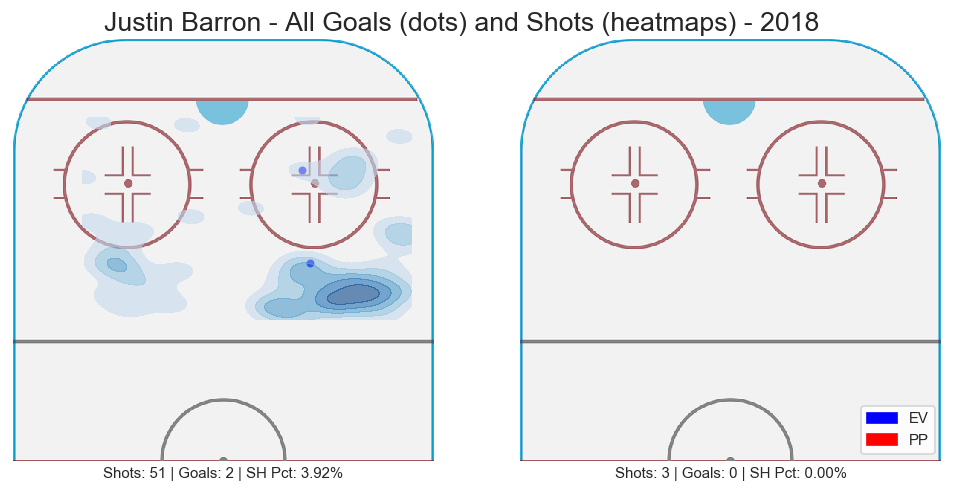 Justin Barron - All Goals (dots) and Shots (heatmaps) - 2018
EV
PP
Shots: 51 | Goals: 2 | SH Pct: 3.92%
Shots: 3 | Goals: 0 | SH Pct: 0.00%